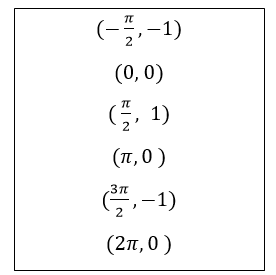 (−π/2, −1)
(0, 0)
(π/2, 1)
(π, 0 )
(3π/2, −1)
(2π, 0 )